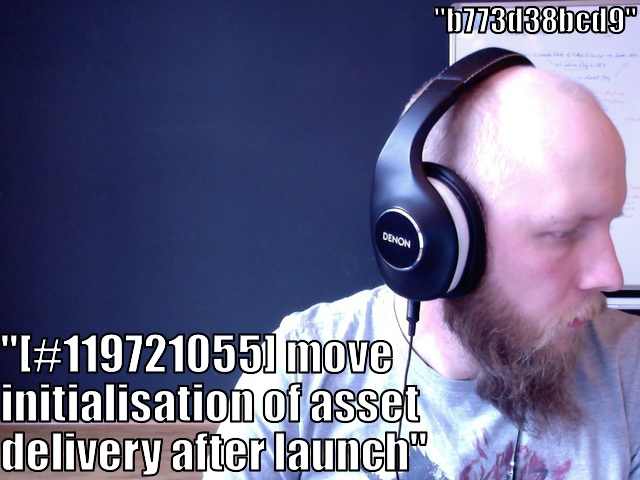 "b773d38bcd9"
DENON
"[#119721055] move
initialisation of asset
delivery after launch"